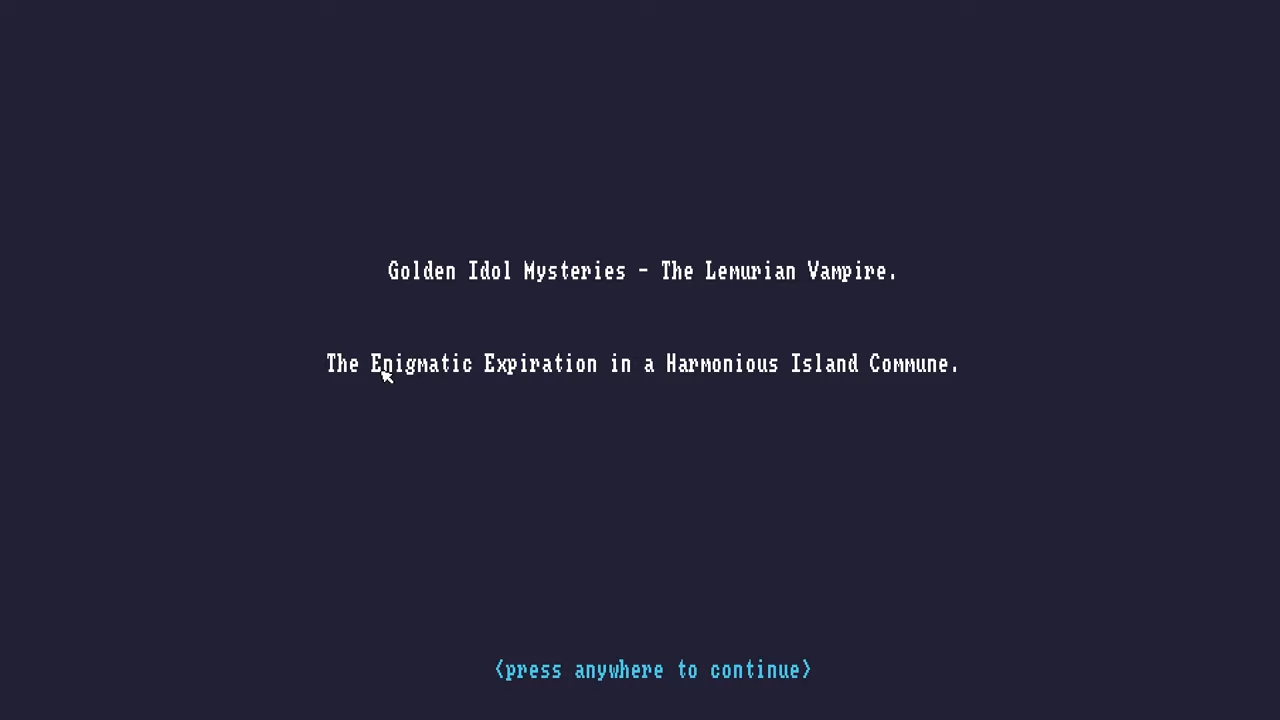 Golden Idol Mysteries - The Lemurian Vampire.
The Enigmatic Expiration in a Harmonious Island Commune.
<press anywhere to continue>